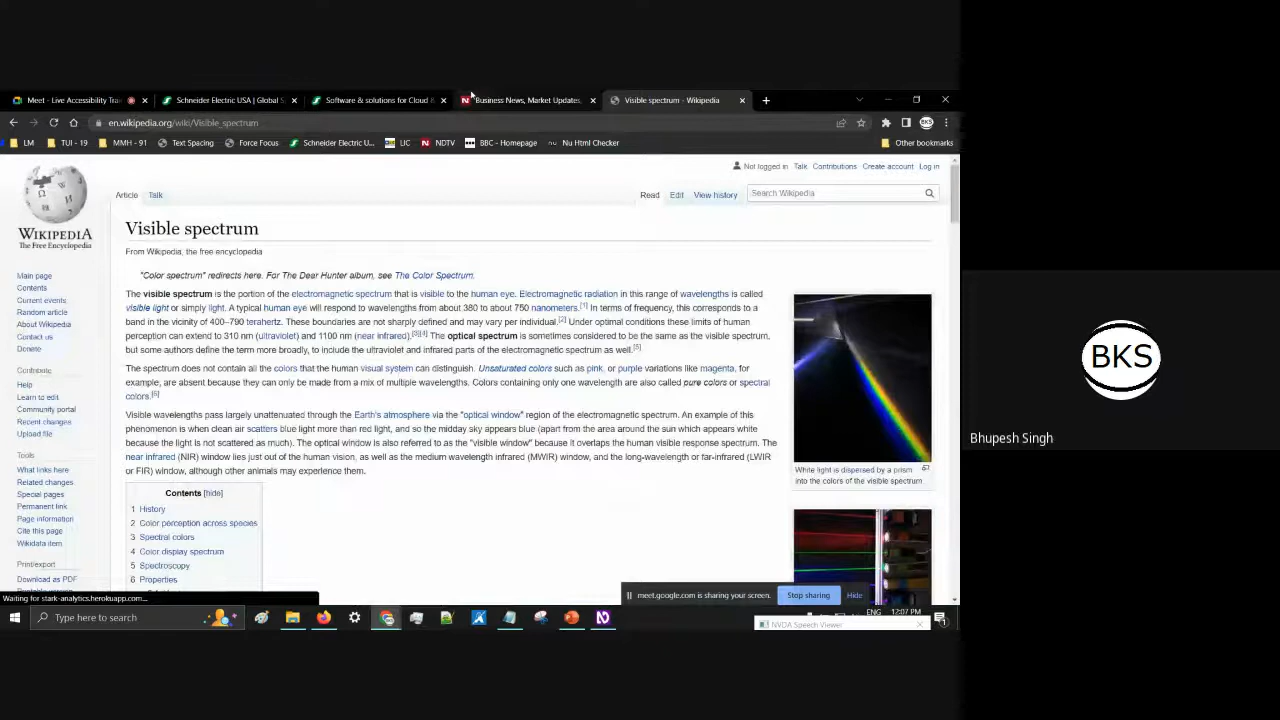 Meet - Live Accessibility Trai
Schneider Electric USA | Global S
Software & solutions for Cloud &
Business News, Market Updates,
Visible spectrum - Wikipedia
en.wikipedia.org/wiki/Visible_spectrum
BKS
LM
TUI - 19
MMH - 91
Text Spacing
Force Focus
Schneider Electric U...
LIC
NDTV
BBC - Homepage
Nu Html Checker
Other bookmarks
Not logged in Talk Contributions Create account Log in
Article Talk
Read Edit View history
Search Wikipedia
WIKIPEDIA
The Free Encyclopedia
Main page
Contents
Current events
Random article
About Wikipedia
Contact us
Donate
Contribute
Help
Learn to edit
Community portal
Recent changes
Upload file
Tools
What links here
Related changes
Special pages
Permanent link
Page information
Cite this page
Wikidata item
Print/export
Download as PDF
Visible spectrum
From Wikipedia, the free encyclopedia
"Color spectrum" redirects here. For The Dear Hunter album, see The Color Spectrum.
The visible spectrum is the portion of the electromagnetic spectrum that is visible to the human eye. Electromagnetic radiation in this range of wavelengths is called
visible light or simply light. A typical human eye will respond to wavelengths from about 380 to about 750 nanometers.[1] In terms of frequency, this corresponds to a
band in the vicinity of 400–790 terahertz. These boundaries are not sharply defined and may vary per individual.[2] Under optimal conditions these limits of human
perception can extend to 310 nm (ultraviolet) and 1100 nm (near infrared).[3][4] The optical spectrum is sometimes considered to be the same as the visible spectrum,
but some authors define the term more broadly, to include the ultraviolet and infrared parts of the electromagnetic spectrum as well.[5]
The spectrum does not contain all the colors that the human visual system can distinguish. Unsaturated colors such as pink, or purple variations like magenta, for
example, are absent because they can only be made from a mix of multiple wavelengths. Colors containing only one wavelength are also called pure colors or spectral
colors.[6]
Visible wavelengths pass largely unattenuated through the Earth's atmosphere via the "optical window" region of the electromagnetic spectrum. An example of this
phenomenon is when clean air scatters blue light more than red light, and so the midday sky appears blue (apart from the area around the sun which appears white
because the light is not scattered as much). The optical window is also referred to as the "visible window" because it overlaps the human visible response spectrum. The
near infrared (NIR) window lies just out of the human vision, as well as the medium wavelength infrared (MWIR) window, and the long-wavelength or far-infrared (LWIR
or FIR) window, although other animals may experience them.
Contents [hide]
1 History
2 Color perception across species
3 Spectral colors
4 Color display spectrum
5 Spectroscopy
6 Properties
White light is dispersed by a prism
into the colors of the visible spectrum
Waiting for stark-analytics.herokuapp.com...
meet.google.com is sharing your screen.
Stop sharing
Hide
Type here to search
ENG
12:07 PM
NVDA Speech Viewer
BKS
Bhupesh Singh